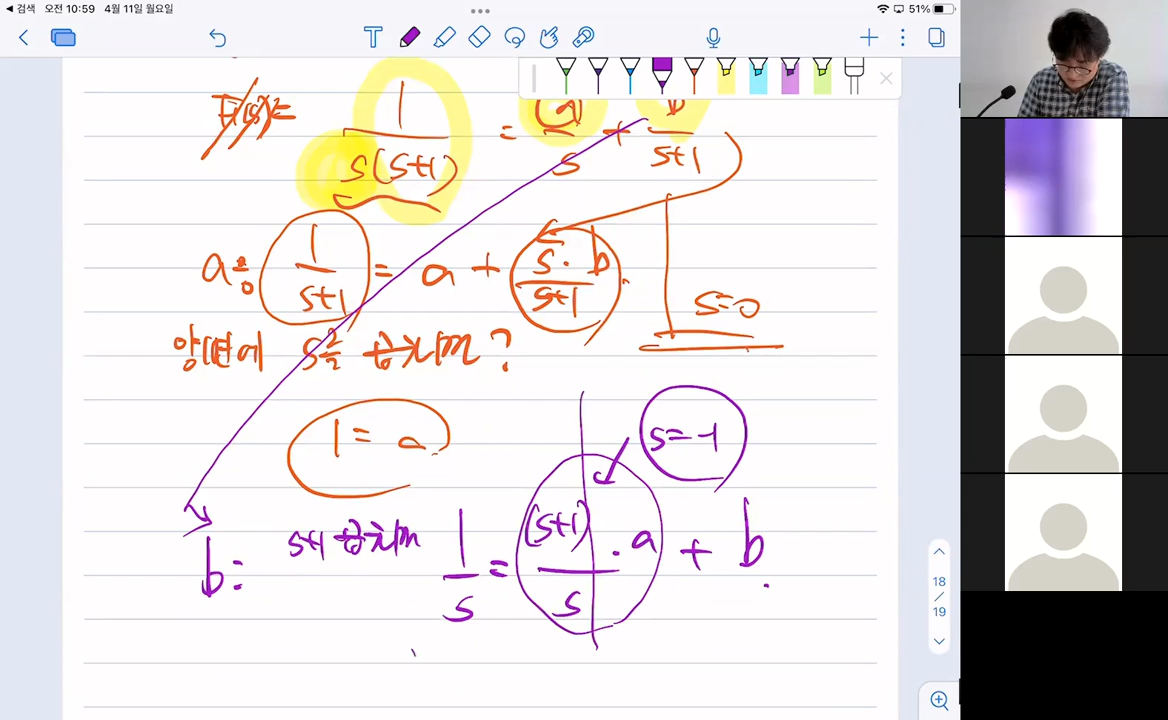 검색 오전 10:59 4월 11일 월요일 51%
1/s(s+1) = a/s + b/s+1
a: 1/s+1 = a + s·b/s+1
s=0
양변에 곱하면?
1 = a
s=-1
b: s+1 곱하면 1/s = (s+1)/s · a + b
18
/
19